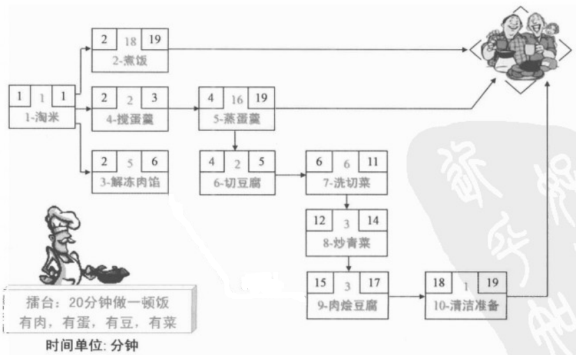 2 18 19
2-煮饭
1 1 1
1-淘米
2 2 3
4-搅蛋羹
4 16 19
5-蒸蛋羹
2 5 6
3-解冻肉馅
4 2 5
6-切豆腐
6 6 11
7-洗切菜
12 3 14
8-炒青菜
15 3 17
9-肉烩豆腐
18 1 19
10-清洁准备
擂台：20分钟做一顿饭
有肉，有蛋，有豆，有菜
时间单位: 分钟